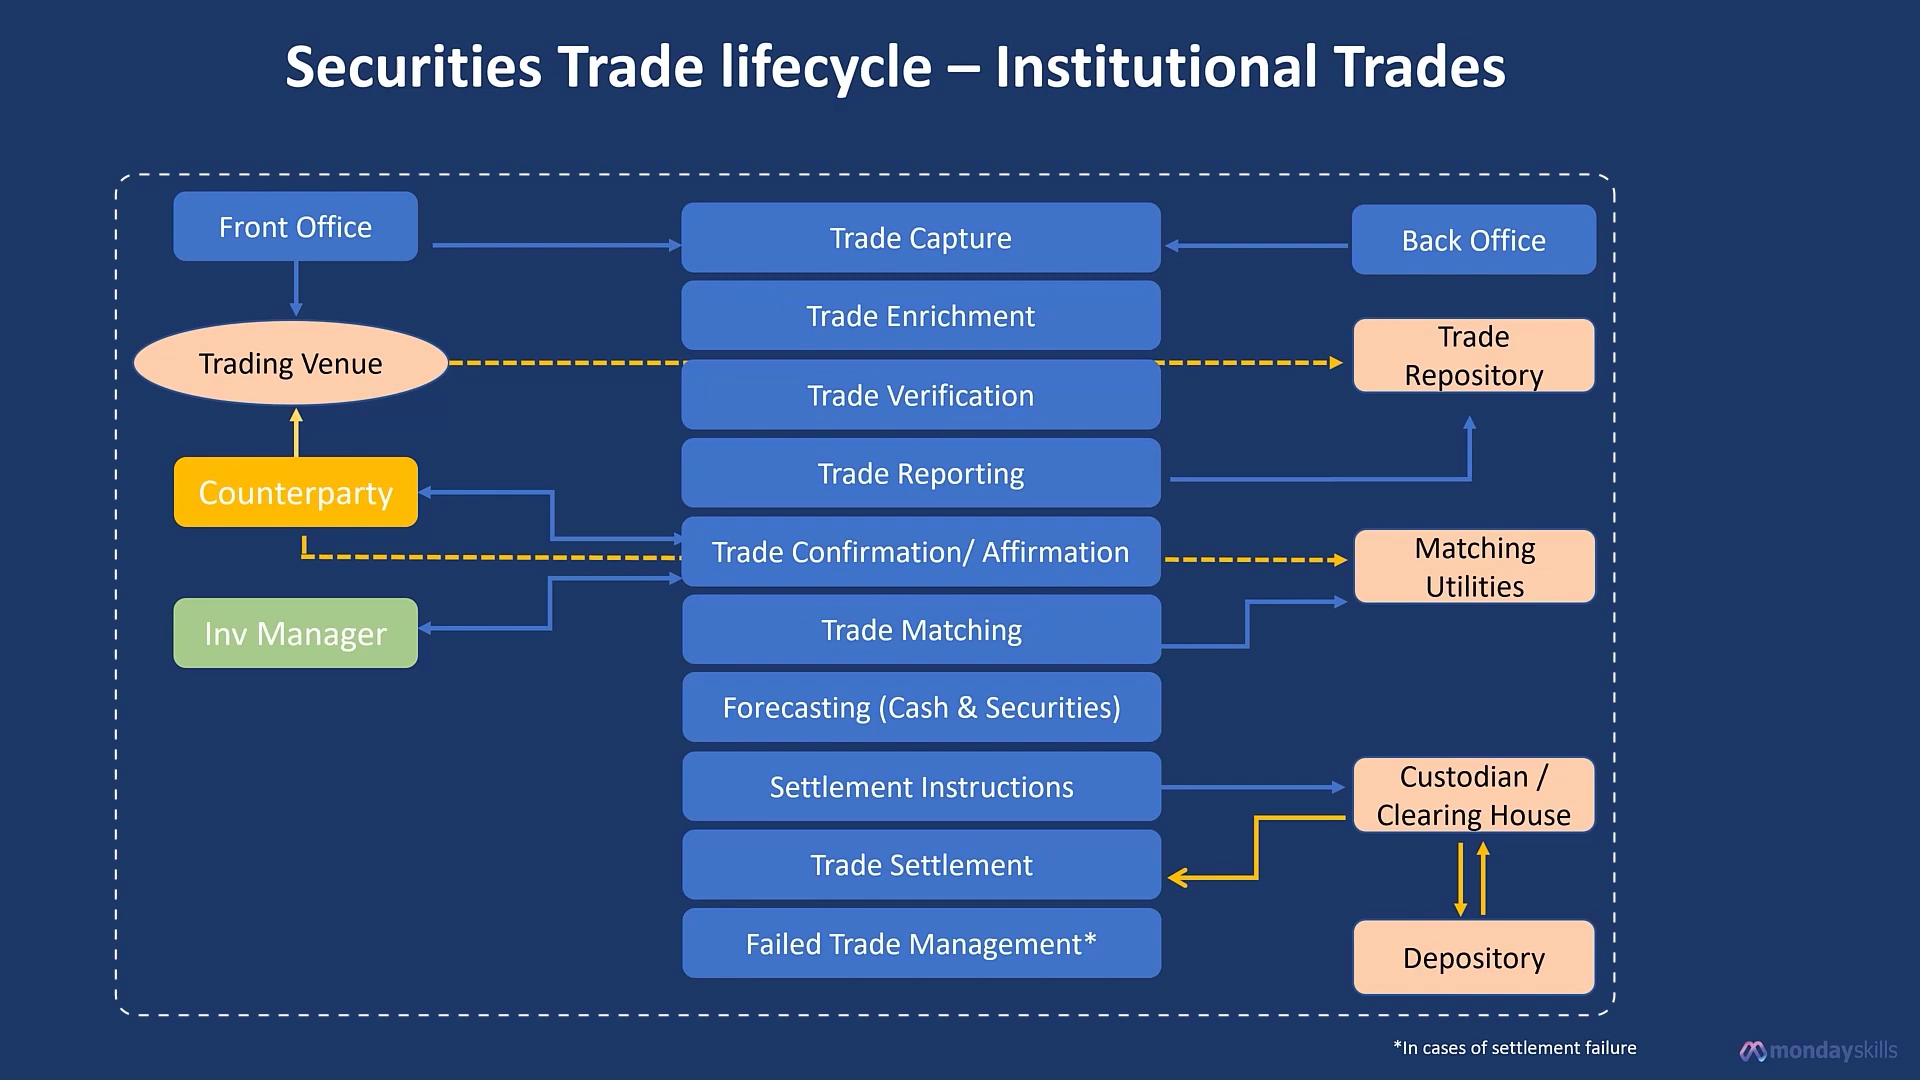 Securities Trade lifecycle – Institutional Trades
Front Office
Trade Capture
Back Office
Trade Enrichment
Trading Venue
Trade
Repository
Trade Verification
Trade Reporting
Counterparty
Trade Confirmation/ Affirmation
Matching
Utilities
Inv Manager
Trade Matching
Forecasting (Cash & Securities)
Settlement Instructions
Custodian /
Clearing House
Trade Settlement
Failed Trade Management*
Depository
*In cases of settlement failure
mondayskills